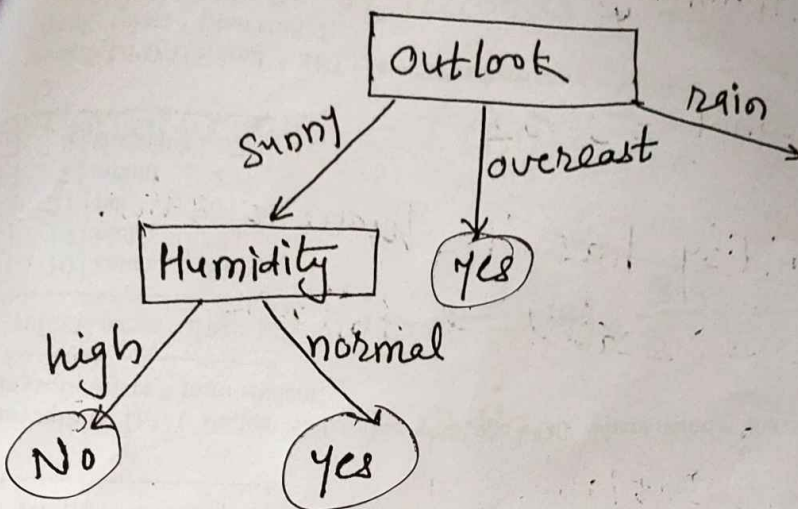 Outlook
sunny
overcast
rain
Humidity
yes
high
normal
No
yes